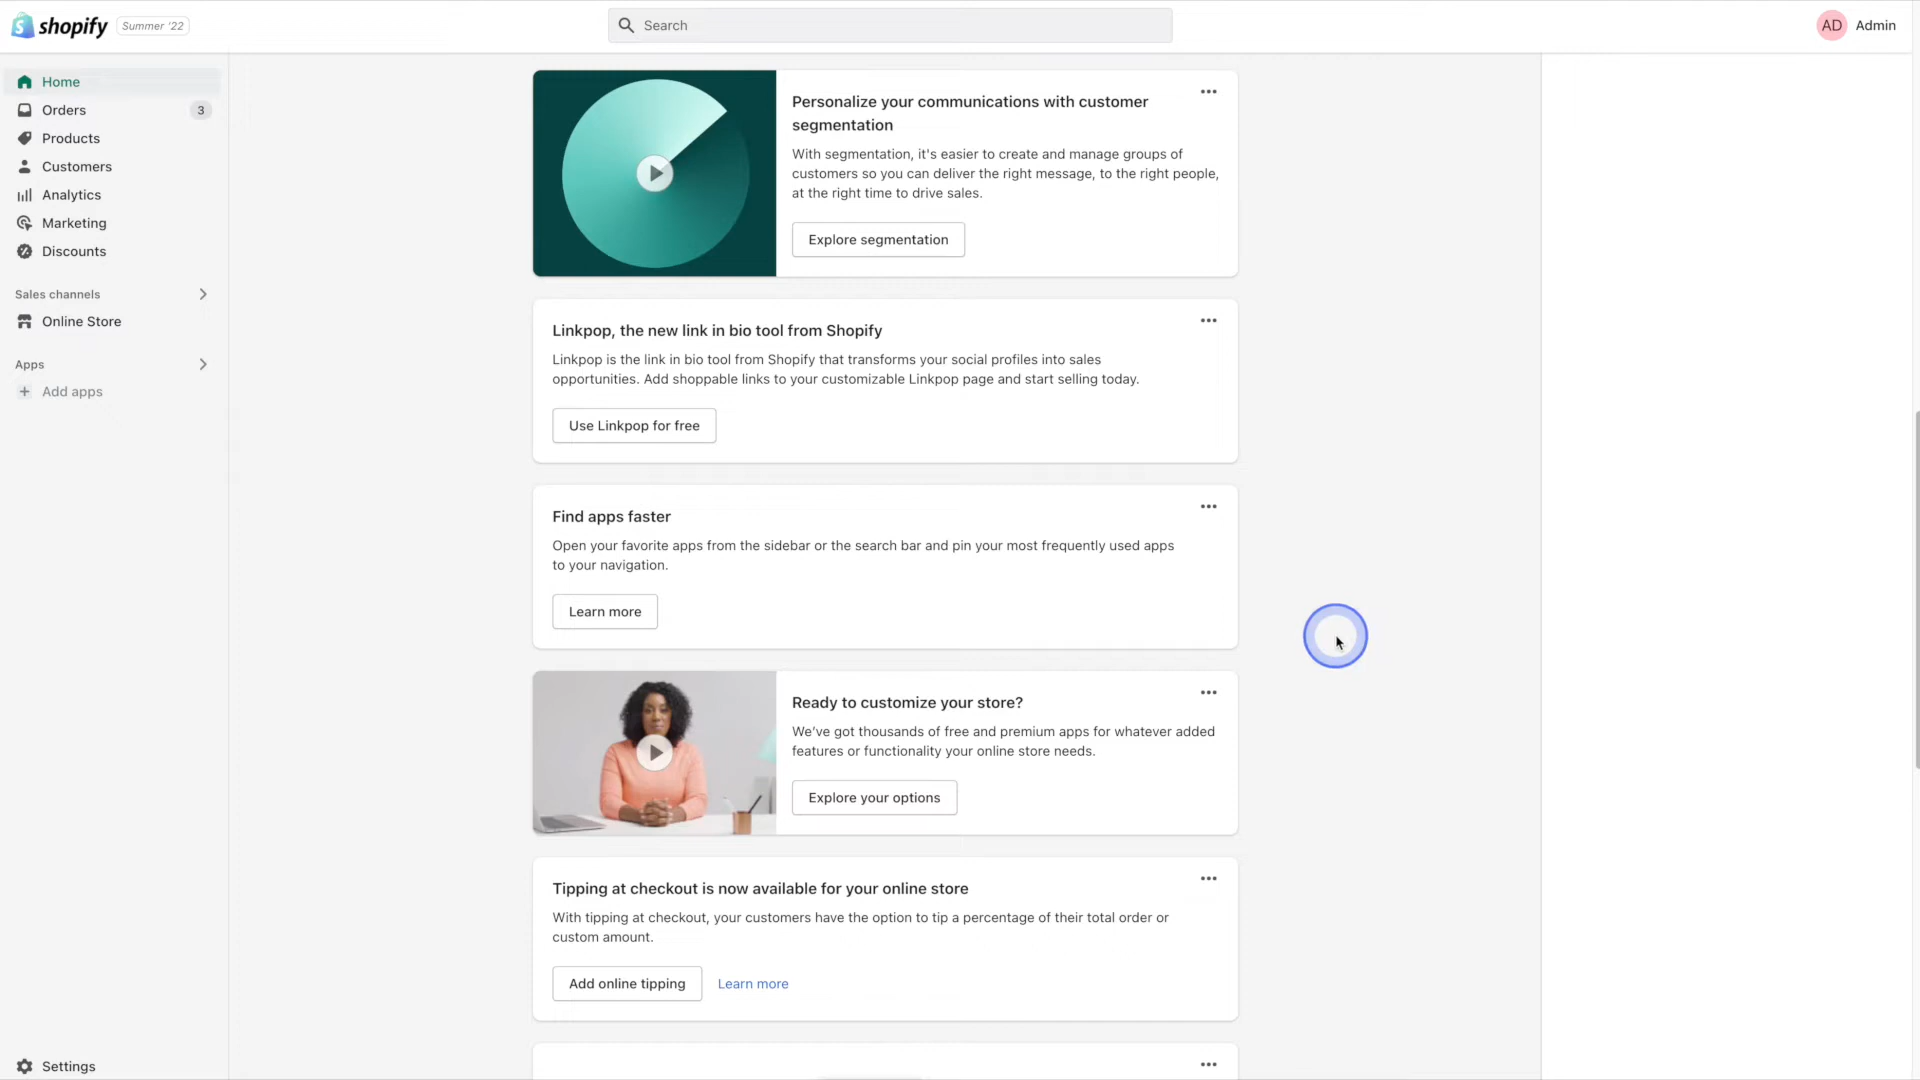 shopify
Summer '22
Search
AD
Admin
Home
Orders
3
Products
Customers
Analytics
Marketing
Discounts
Sales channels
Online Store
Apps
Add apps
Settings
Personalize your communications with customer
segmentation
With segmentation, it's easier to create and manage groups of
customers so you can deliver the right message, to the right people,
at the right time to drive sales.
Explore segmentation
Linkpop, the new link in bio tool from Shopify
Linkpop is the link in bio tool from Shopify that transforms your social profiles into sales
opportunities. Add shoppable links to your customizable Linkpop page and start selling today.
Use Linkpop for free
Find apps faster
Open your favorite apps from the sidebar or the search bar and pin your most frequently used apps
to your navigation.
Learn more
Ready to customize your store?
We've got thousands of free and premium apps for whatever added
features or functionality your online store needs.
Explore your options
Tipping at checkout is now available for your online store
With tipping at checkout, your customers have the option to tip a percentage of their total order or
custom amount.
Add online tipping
Learn more